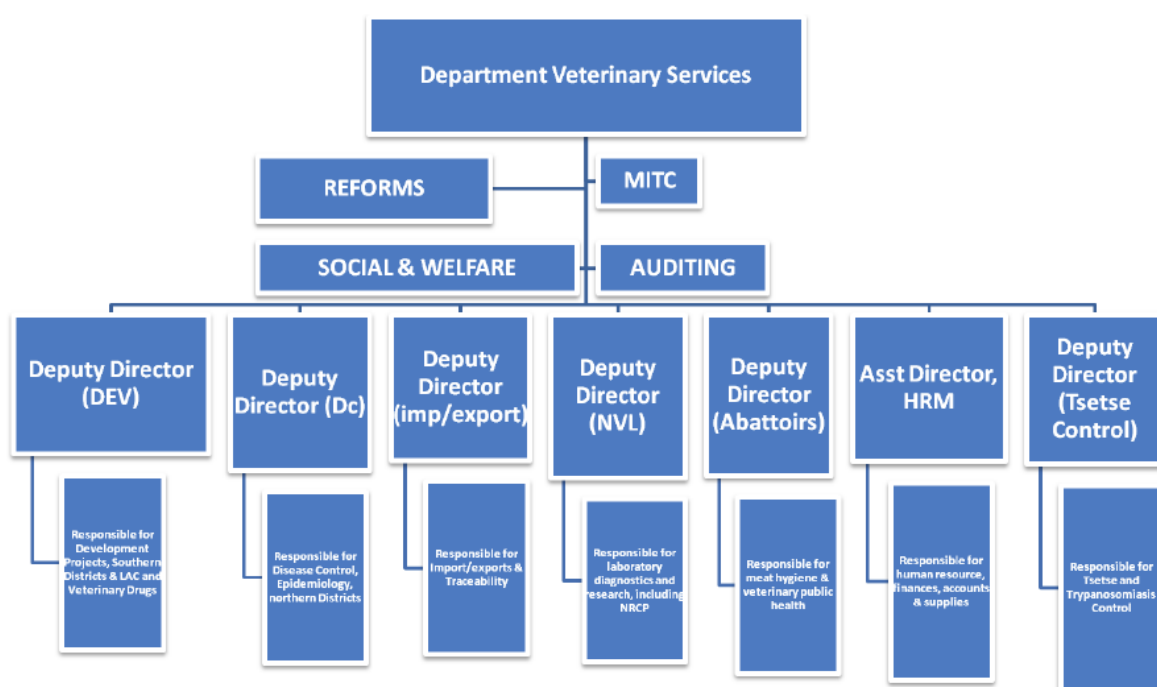 Department Veterinary Services
REFORMS
MITC
SOCIAL & WELFARE
AUDITING
Deputy Director
(DEV)
Deputy
Director (Dc)
Deputy
Director
(imp/export)
Deputy
Director
(NVL)
Deputy
Director
(Abattoirs)
Asst Director,
HRM
Deputy
Director
(Tsetse
Control)
Responsible for
Development
Projects, Southern
Districts & LAC and
Veterinary Drugs
Responsible for
Disease Control,
Epidemiology,
northern Districts
Responsible for
Import/exports &
Traceability
Responsible for
laboratory
diagnostics and
research, including
NRCP
Responsible for
meat hygiene &
veterinary public
health
Responsible for
human resource,
finances, accounts
& supplies
Responsible for
Tsetse and
Trypanosomiasis
Control